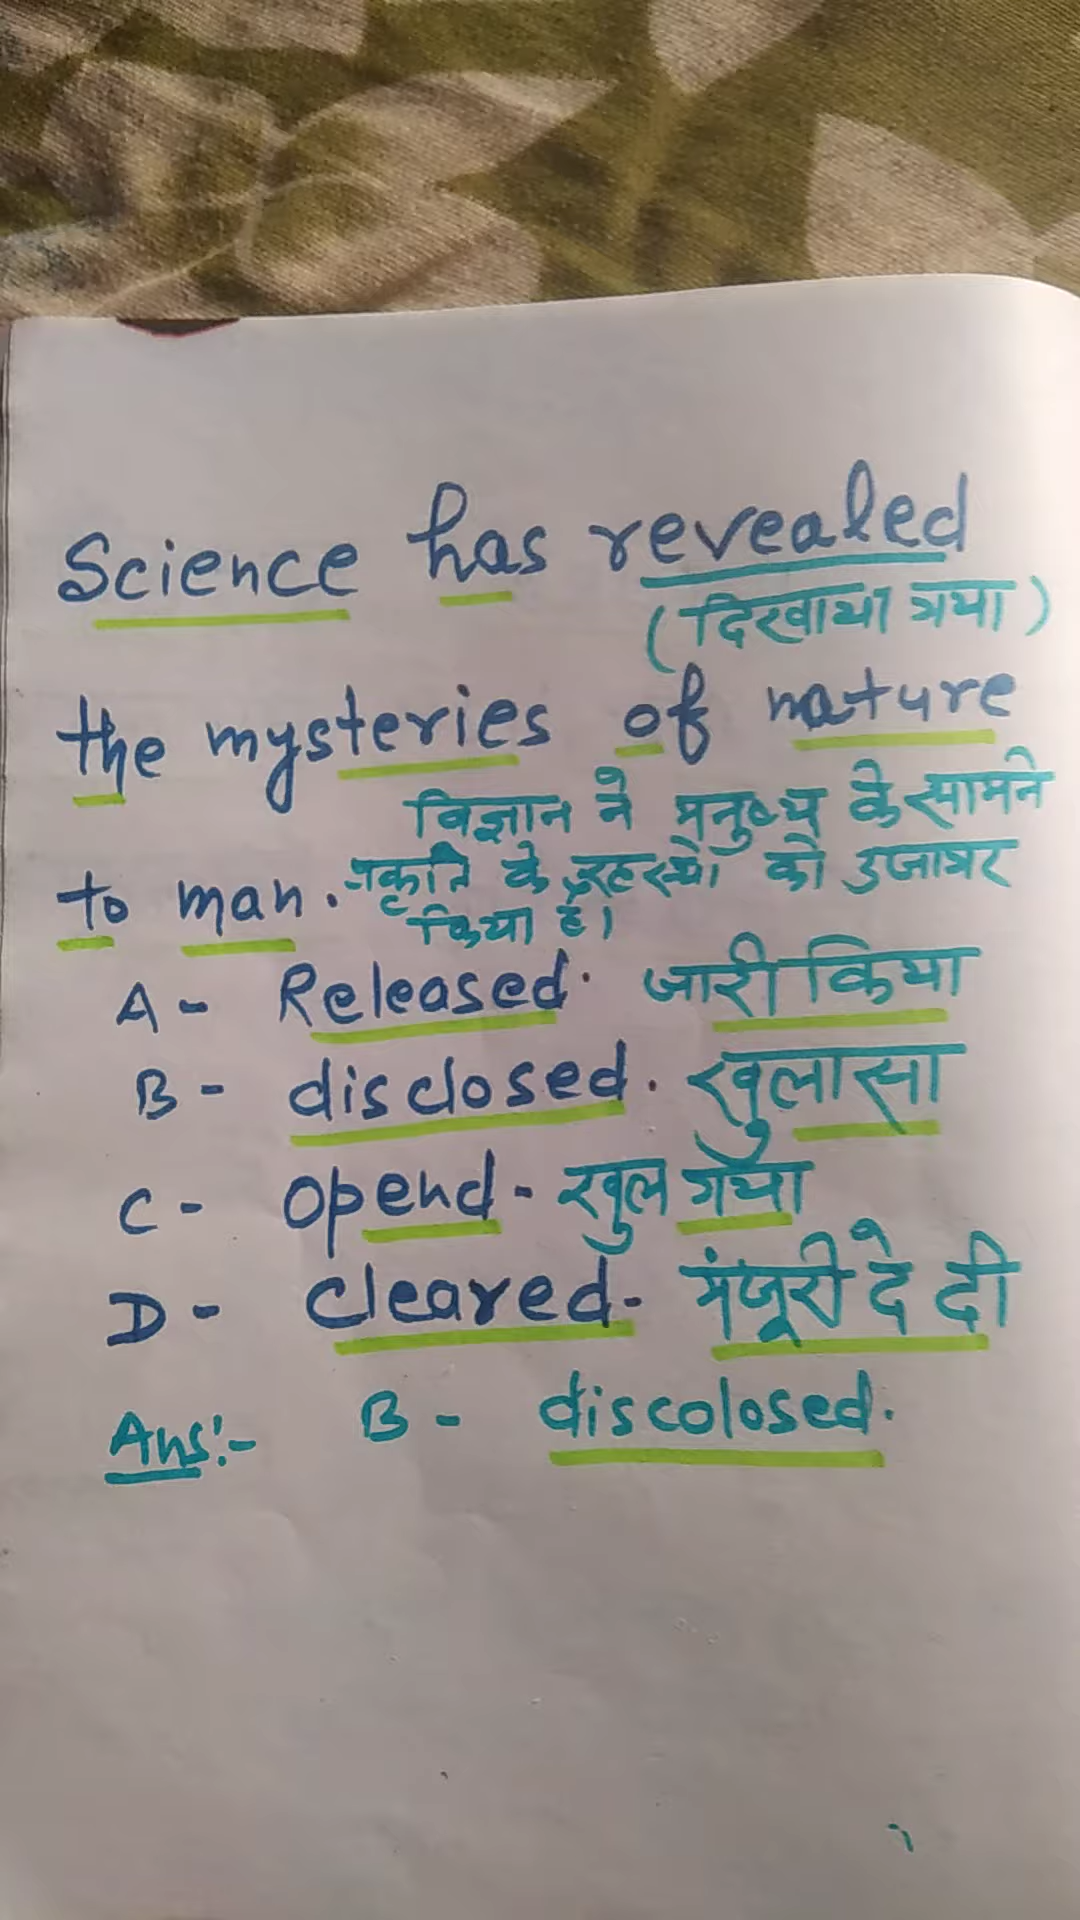 Science has revealed
(दिखाया गया)
the mysteries of nature
विज्ञान ने मनुष्य के सामने
to man. प्रकृति के रहस्यों को उजागर
किया है।
A- Released. जारी किया
B- disclosed. खुलासा
C- opend - खुल गया
D- cleared- मंजूरी दे दी
Ans:- B- discolosed.